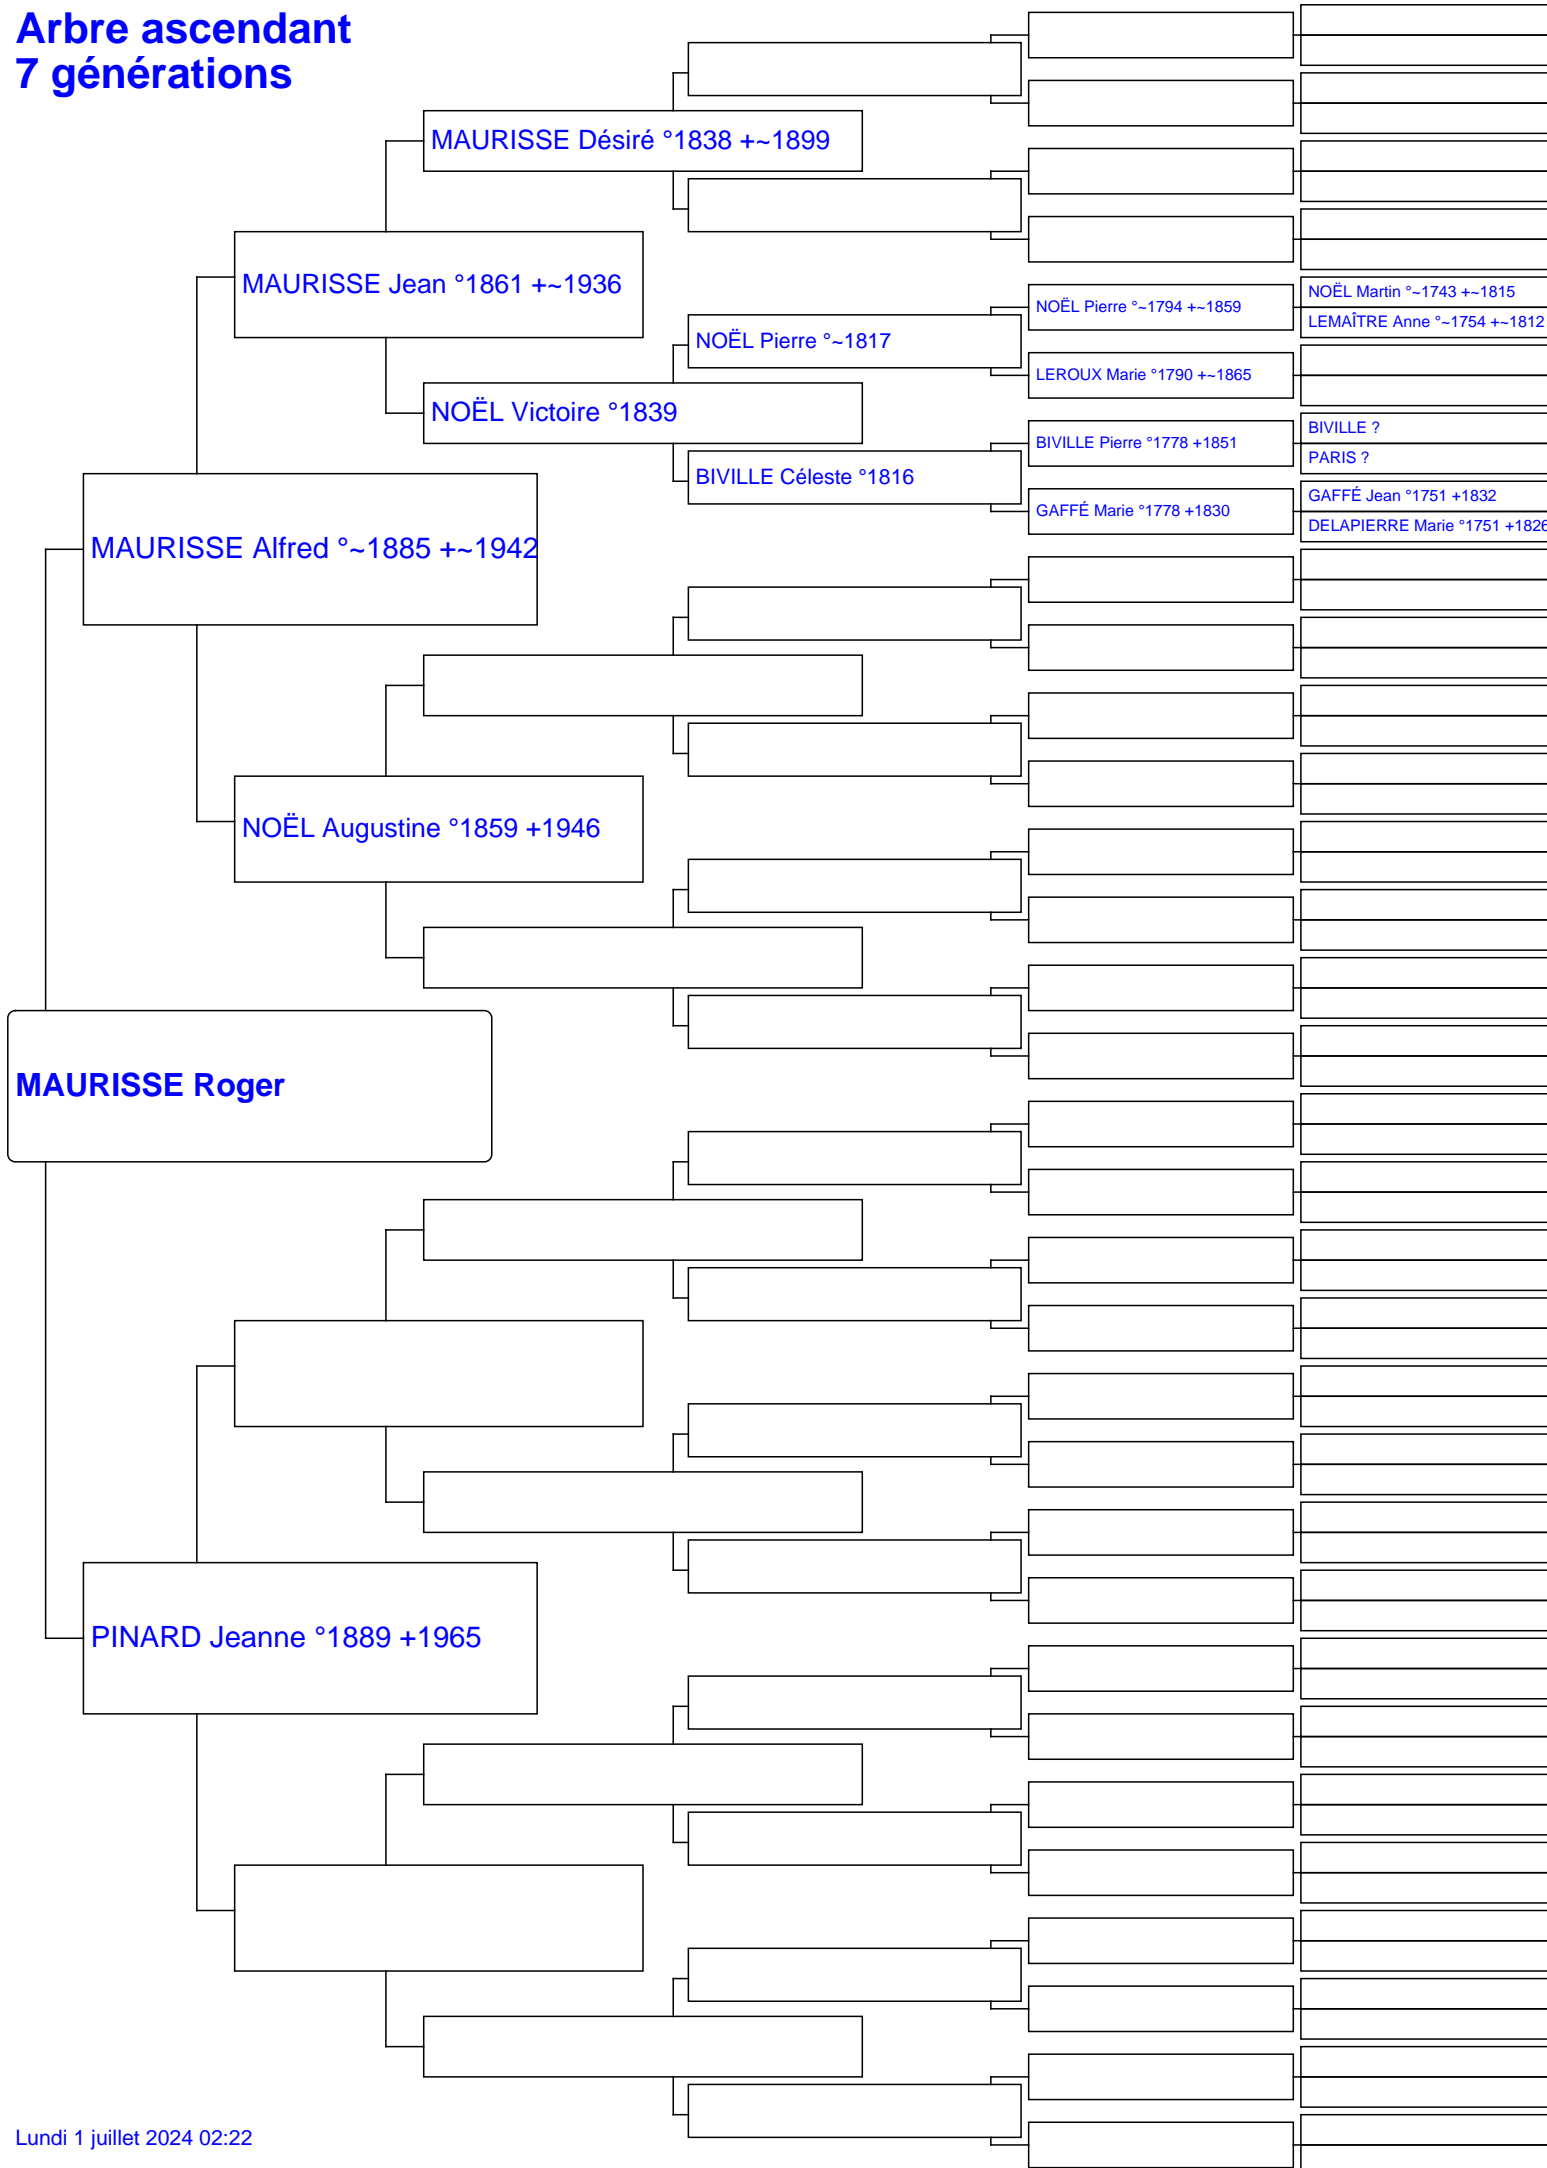 Arbre ascendant
7 générations
MAURISSE Désiré °1838 +~1899
MAURISSE Jean °1861 +~1936
NOËL Martin °~1743 +~1815
NOËL Pierre °~1794 +~1859
LEMAÎTRE Anne °~1754 +~1812
NOËL Pierre °~1817
LEROUX Marie °1790 +~1865
NOËL Victoire °1839
BIVILLE ?
BIVILLE Pierre °1778 +1851
PARIS ?
BIVILLE Céleste °1816
GAFFÉ Jean °1751 +1832
GAFFÉ Marie °1778 +1830
DELAPIERRE Marie °1751 +1826
MAURISSE Alfred °~1885 +~1942
NOËL Augustine °1859 +1946
MAURISSE Roger
PINARD Jeanne °1889 +1965
Lundi 1 juillet 2024 02:22